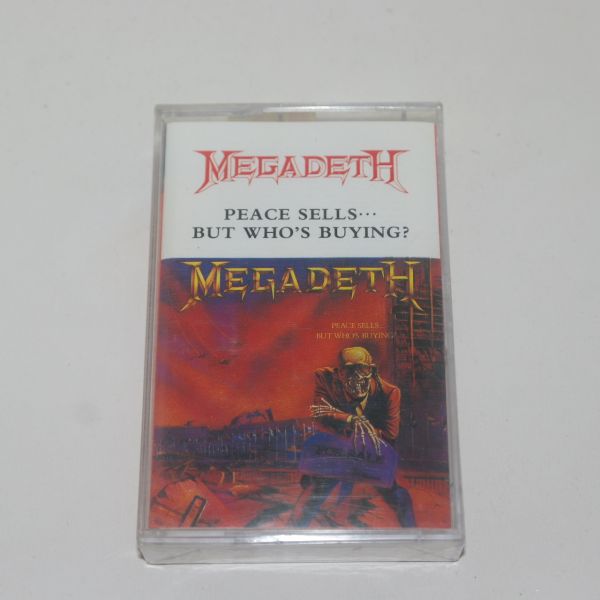 MEGADETH
PEACE SELLS···
BUT WHO'S BUYING?
MEGADETH
PEACE SELLS...
BUT WHO'S BUYING?